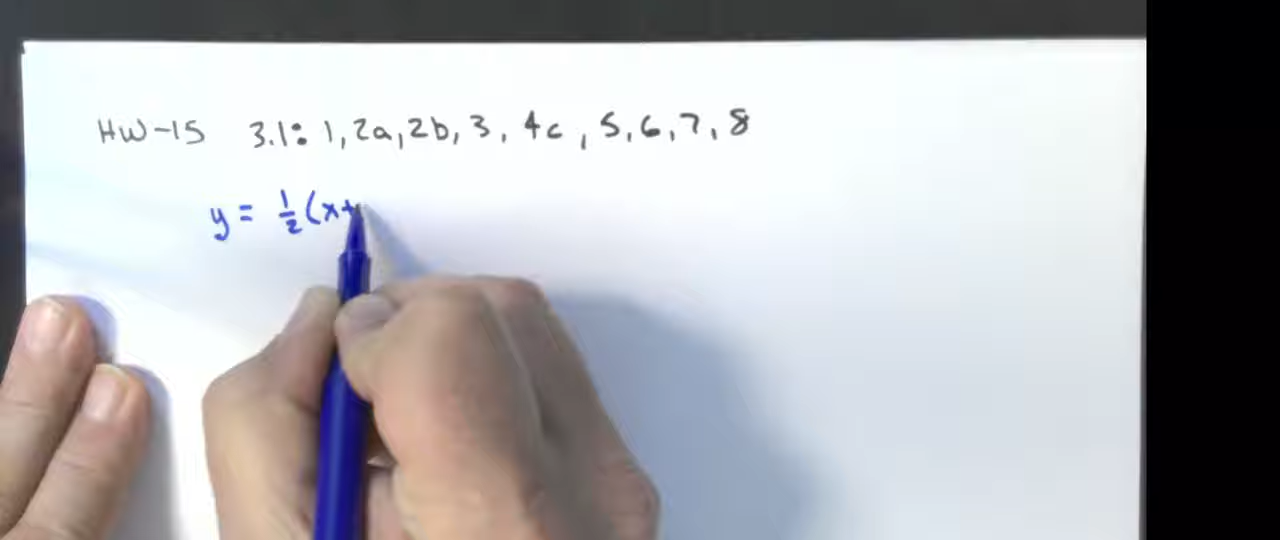 HW-15 3.1: 1, 2a, 2b, 3, 4c, 5, 6, 7, 8
y = ½(x+